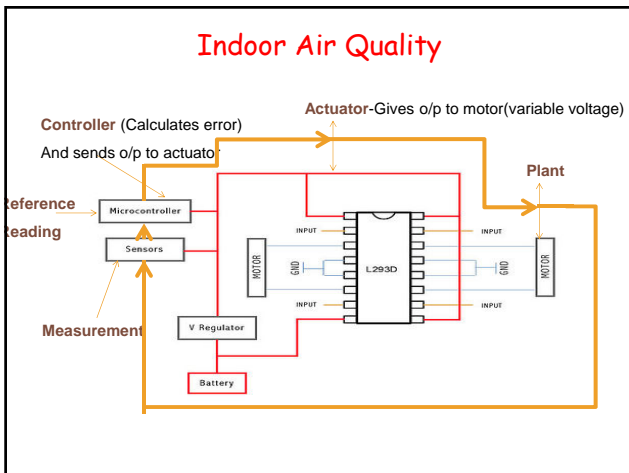 Indoor Air Quality
Actuator-Gives o/p to motor(variable voltage)
Controller (Calculates error)
And sends o/p to actuator
Plant
Reference
Reading
Microcontroller
Sensors
INPUT
INPUT
MOTOR
GND
L293D
GND
MOTOR
INPUT
INPUT
Measurement
V Regulator
Battery